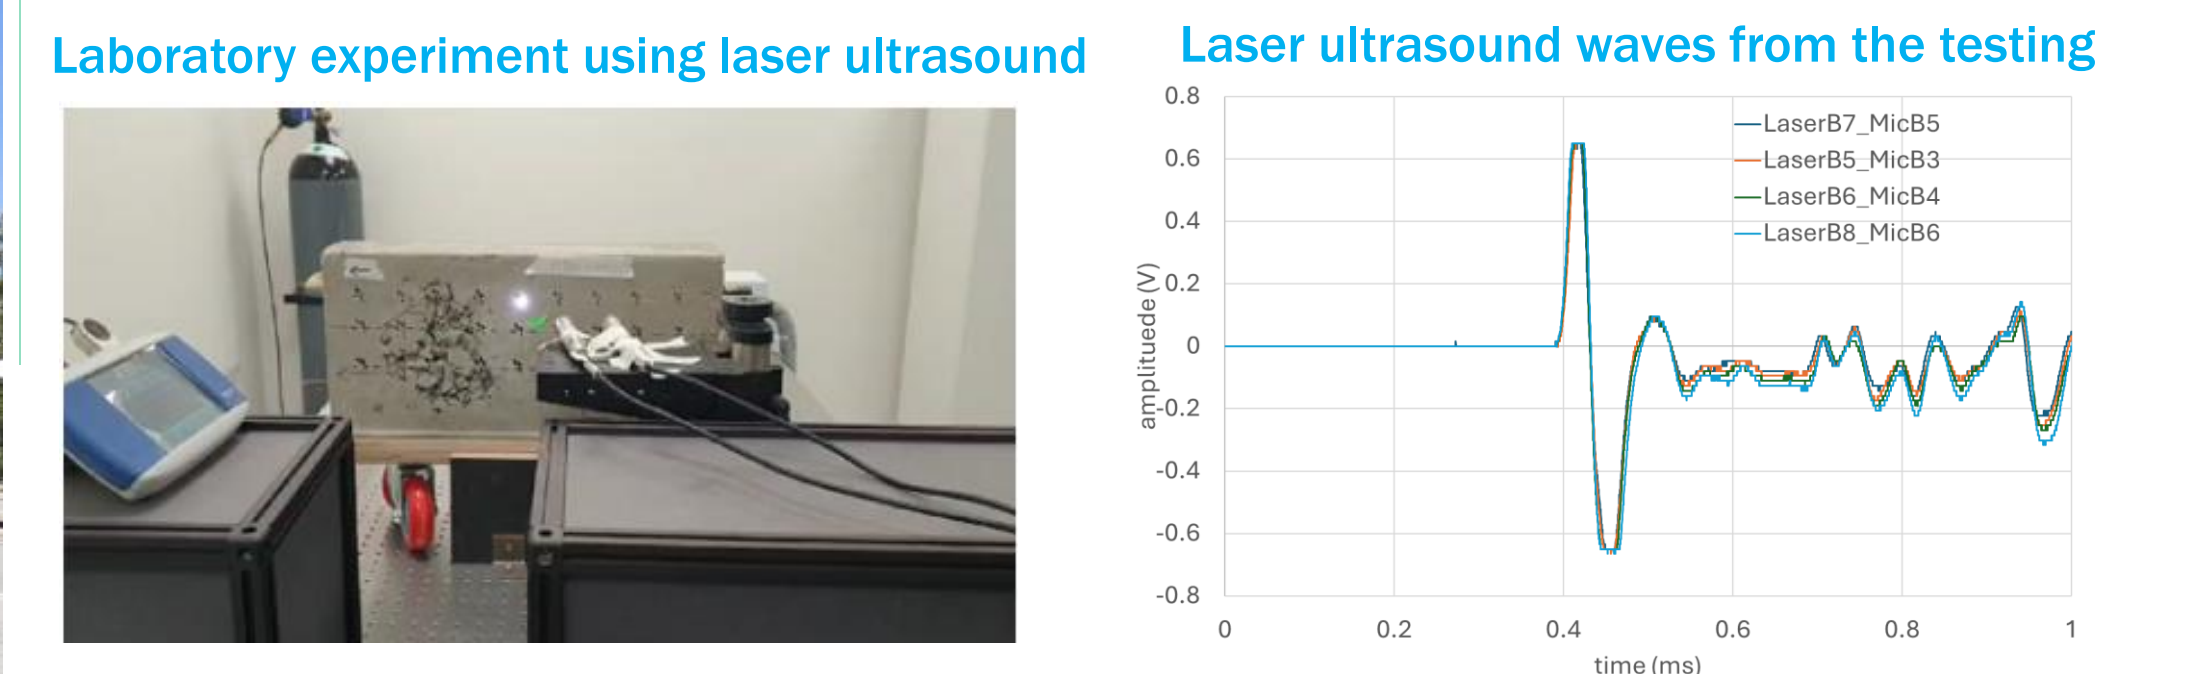 Laboratory experiment using laser ultrasound
Laser ultrasound waves from the testing
0.8
0.6
0.4
0.2
0
-0.2
-0.4
-0.6
-0.8
amplituede (V)
LaserB7_MicB5
LaserB5_MicB3
LaserB6_MicB4
LaserB8_MicB6
0
0.2
0.4
0.6
0.8
1
time (ms)